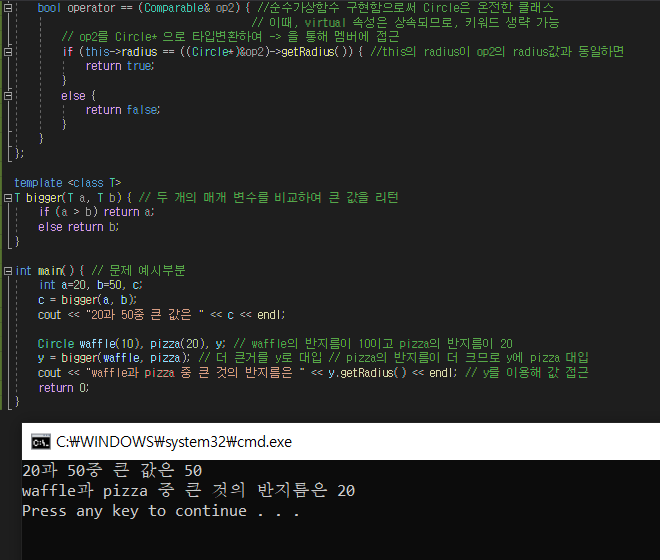 bool operator == (Comparable& op2) { //순수가상함수 구현함으로써 Circle은 온전한 클래스
// 이때, virtual 속성은 상속되므로, 키워드 생략 가능
// op2를 Circle* 으로 타입변환하여 -> 을 통해 멤버에 접근
if (this->radius == ((Circle*)&op2)->getRadius()) { //this의 radius이 op2의 radius값과 동일하면
return true;
}
else {
return false;
}
}
};
template <class T>
T bigger(T a, T b) { // 두 개의 매개 변수를 비교하여 큰 값을 리턴
if (a > b) return a;
else return b;
}
int main() { // 문제 예시부분
int a=20, b=50, c;
c = bigger(a, b);
cout << "20과 50중 큰 값은 " << c << endl;
Circle waffle(10), pizza(20), y; // waffle의 반지름이 10이고 pizza의 반지름이 20
y = bigger(waffle, pizza); // 더 큰거를 y로 대입 // pizza의 반지름이 더 크므로 y에 pizza 대입
cout << "waffle과 pizza 중 큰 것의 반지름은 " << y.getRadius() << endl; // y를 이용해 값 접근
return 0;
}
C:\WINDOWS\system32\cmd.exe
20과 50중 큰 값은 50
waffle과 pizza 중 큰 것의 반지름은 20
Press any key to continue . . .